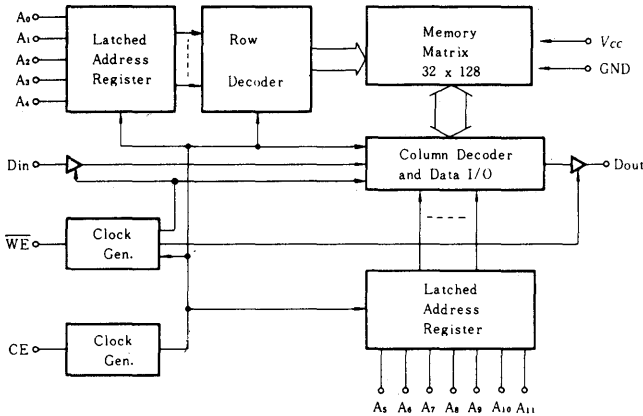 A₀
A₁
A₂
A₃
A₄
Latched
Address
Register
Row
Decoder
Memory
Matrix
32 x 128
Vcc
GND
Din
Column Decoder
and Data I/O
Dout
W̅E̅
Clock
Gen.
Latched
Address
Register
CE
Clock
Gen.
A₅ A₆ A₇ A₈ A₉ A₁₀ A₁₁